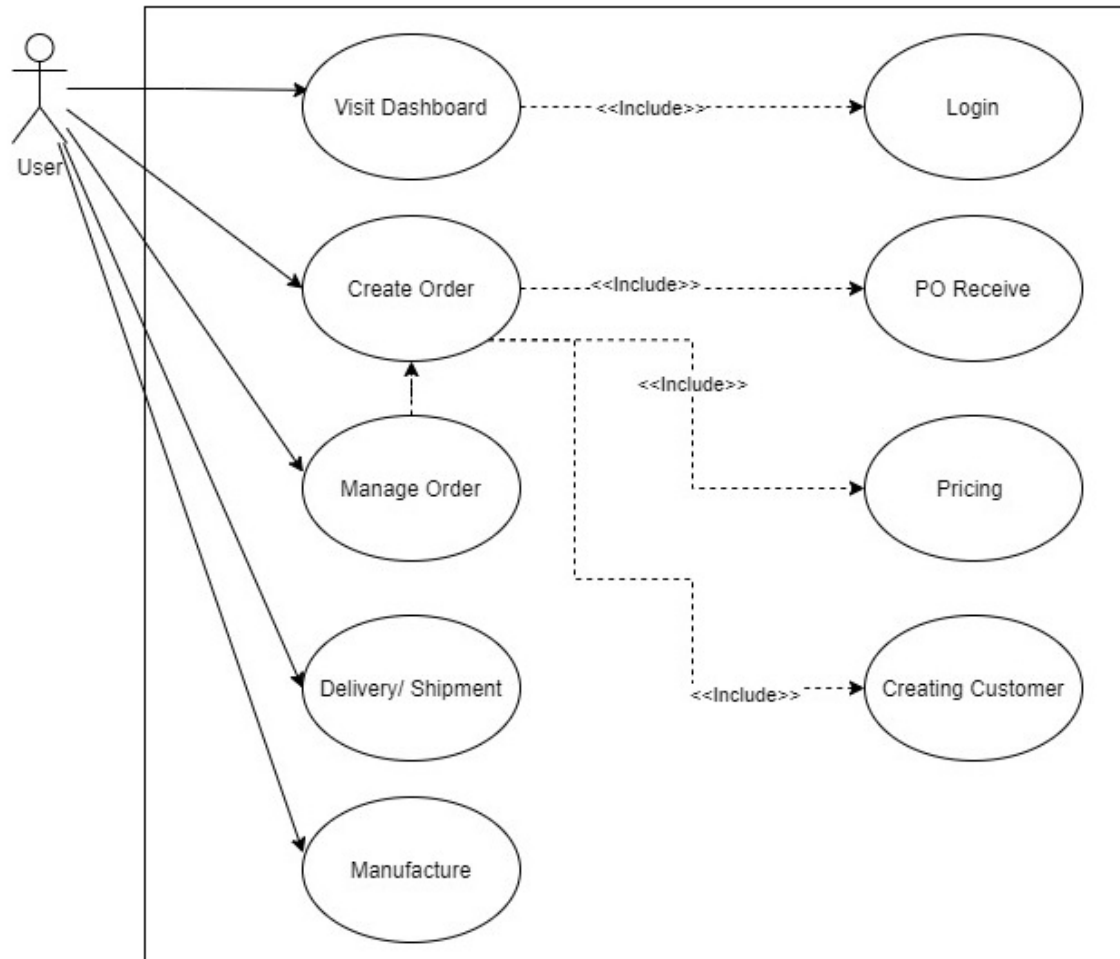 Visit Dashboard
<<Include>>
Login
User
Create Order
<<Include>>
PO Receive
<<Include>>
Manage Order
Pricing
Delivery/ Shipment
<<Include>>
Creating Customer
Manufacture